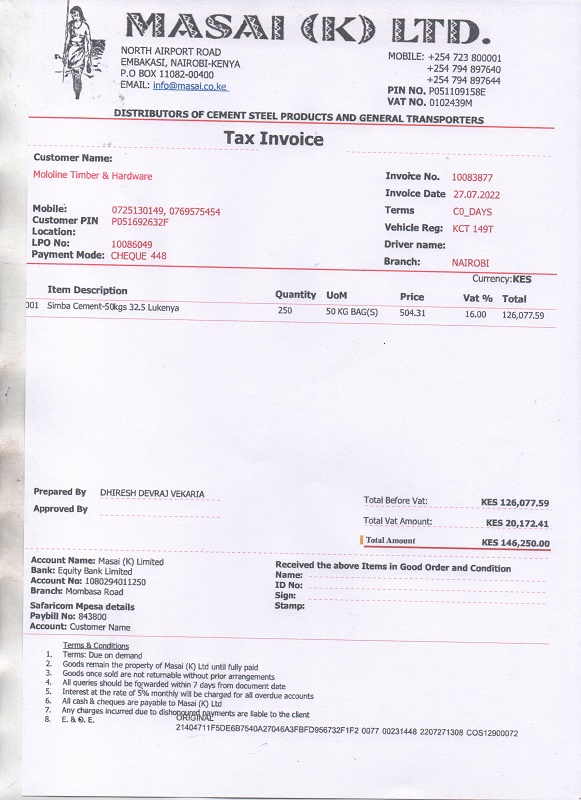 MASAI (K) LTD.
NORTH AIRPORT ROAD
EMBAKASI, NAIROBI-KENYA
P.O BOX 11082-00400
EMAIL: info@masai.co.ke
MOBILE: +254 723 800001
+254 794 897640
+254 794 897644
PIN NO. P051109158E
VAT NO. 0102439M
DISTRIBUTORS OF CEMENT STEEL PRODUCTS AND GENERAL TRANSPORTERS
Tax Invoice
Customer Name:
Mololine Timber & Hardware
Mobile: 0725130149, 0769575454
Customer PIN P051692632F
Location:
LPO No: 10086049
Payment Mode: CHEQUE 448
Invoice No. 10083877
Invoice Date 27.07.2022
Terms C0_DAYS
Vehicle Reg: KCT 149T
Driver name:
Branch: NAIROBI
Currency:KES
Item Description Quantity UoM Price Vat % Total
001 Simba Cement-50kgs 32.5 Lukenya 250 50 KG BAG(S) 504.31 16.00 126,077.59
Prepared By DHIRESH DEVRAJ VEKARIA
Approved By
Total Before Vat: KES 126,077.59
Total Vat Amount: KES 20,172.41
Total Amount KES 146,250.00
Account Name: Masai (K) Limited
Bank: Equity Bank Limited
Account No: 1080294011250
Branch: Mombasa Road
Safaricom Mpesa details
Paybill No: 843800
Account: Customer Name
Received the above Items in Good Order and Condition
Name:
ID No:
Sign:
Stamp:
Terms & Conditions
1. Terms: Due on demand
2. Goods remain the property of Masai (K) Ltd until fully paid
3. Goods once sold are not returnable without prior arrangements
4. All queries should be forwarded within 7 days from document date
5. Interest at the rate of 5% monthly will be charged for all overdue accounts
6. All cash & cheques are payable to Masai (K) Ltd
7. Any charges incurred due to dishonoured payments are liable to the client
8. E. & O. E.
ORIGINAL
21404711F5DE6B7540A27046A3FBFD956732F1F2 0077 00231448 2207271308 COS12900072